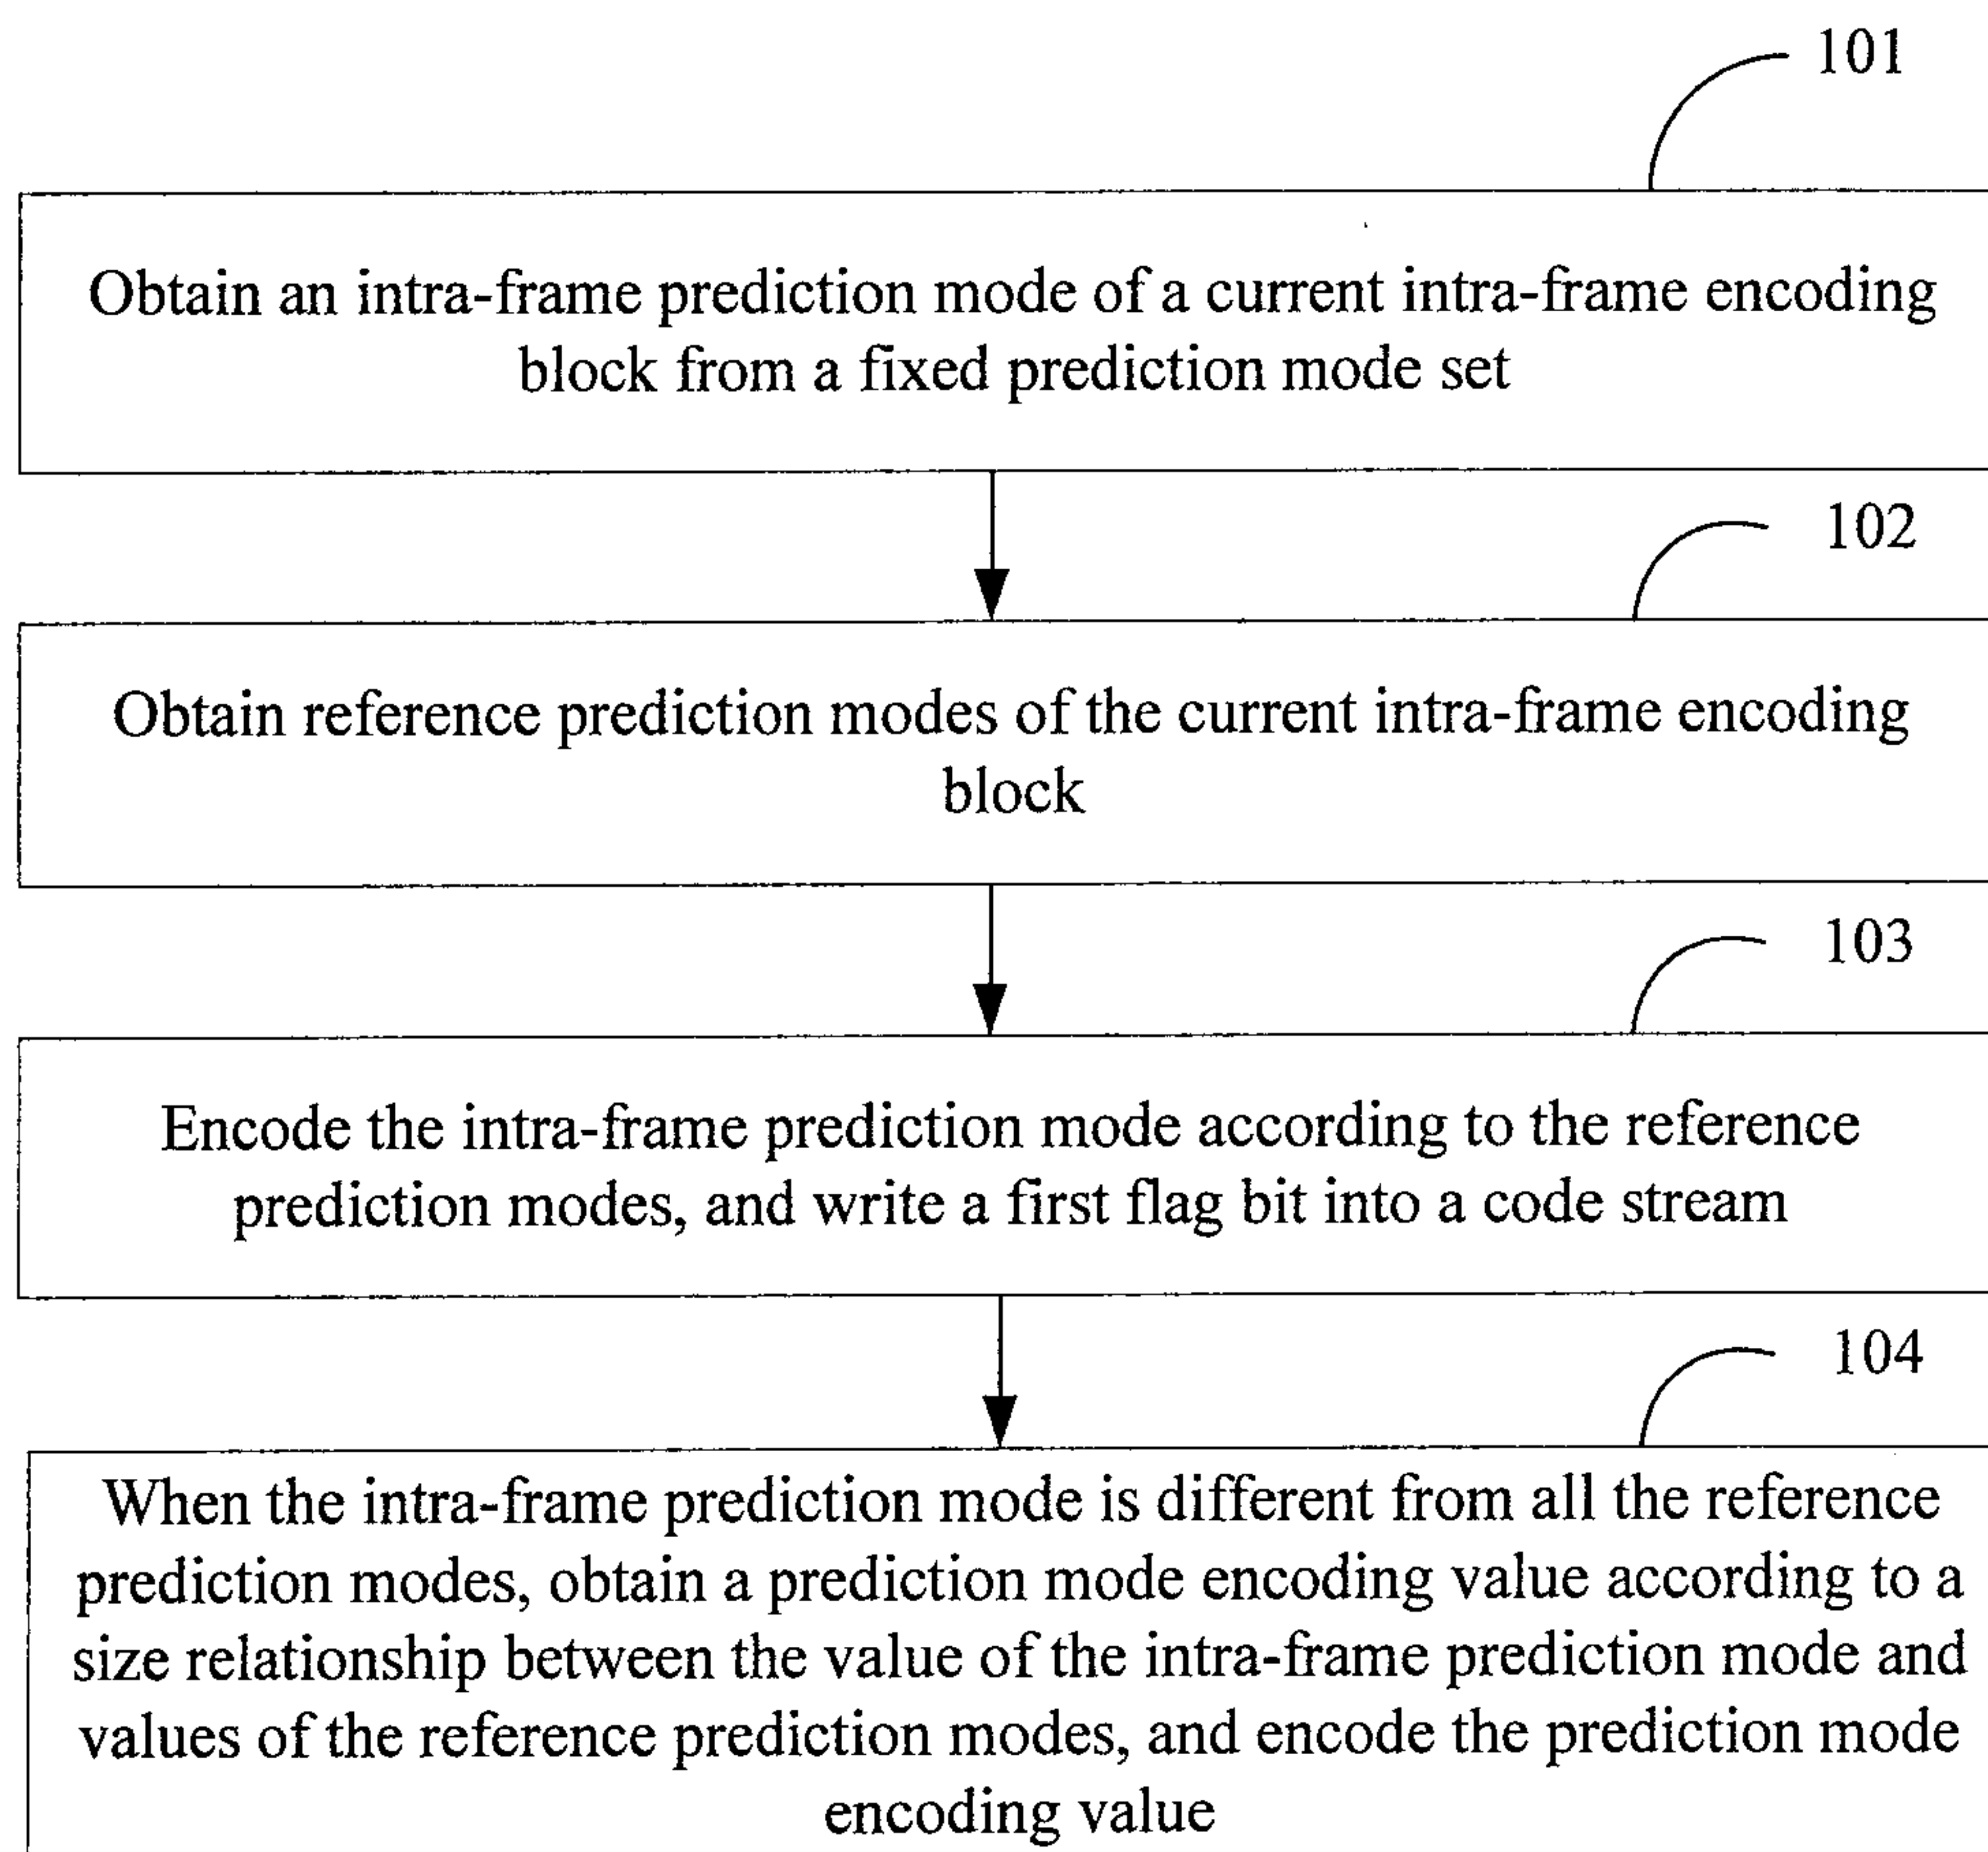 101
Obtain an intra-frame prediction mode of a current intra-frame encoding
block from a fixed prediction mode set
102
Obtain reference prediction modes of the current intra-frame encoding
block
103
Encode the intra-frame prediction mode according to the reference
prediction modes, and write a first flag bit into a code stream
104
When the intra-frame prediction mode is different from all the reference
prediction modes, obtain a prediction mode encoding value according to a
size relationship between the value of the intra-frame prediction mode and
values of the reference prediction modes, and encode the prediction mode
encoding value